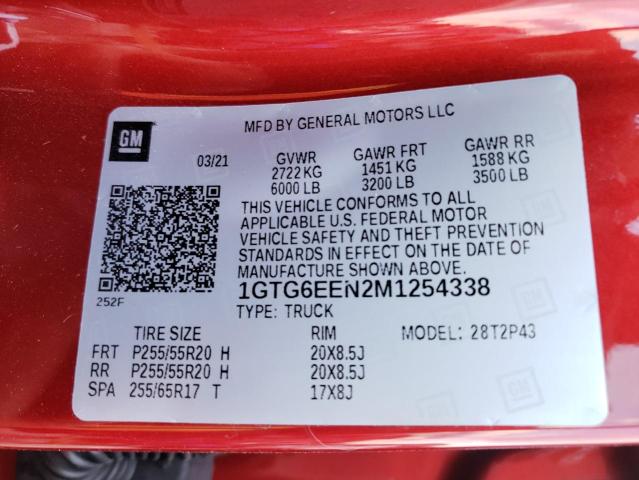 MFD BY GENERAL MOTORS LLC
GM
03/21 GVWR GAWR FRT GAWR RR
2722 KG 1451 KG 1588 KG
6000 LB 3200 LB 3500 LB
THIS VEHICLE CONFORMS TO ALL
APPLICABLE U.S. FEDERAL MOTOR
VEHICLE SAFETY AND THEFT PREVENTION
STANDARDS IN EFFECT ON THE DATE OF
MANUFACTURE SHOWN ABOVE.
252F 1GTG6EEN2M1254338
TYPE: TRUCK
TIRE SIZE RIM MODEL: 28T2P43
FRT P255/55R20 H 20X8.5J
RR P255/55R20 H 20X8.5J
SPA 255/65R17 T 17X8J
GM